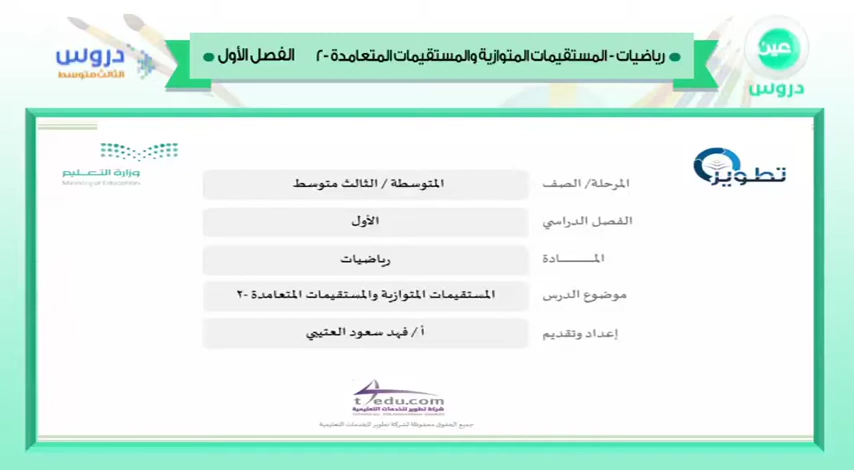 عين
دروس
رياضيات - المستقيمات المتوازية والمستقيمات المتعامدة -٢ الفصل الأول
دروس
الثالث متوسط
تطوير
وزارة التعـليم
Ministry of Education
المرحلة/ الصف المتوسطة / الثالث متوسط
الفصل الدراسي الأول
المــــــادة رياضيات
موضوع الدرس المستقيمات المتوازية والمستقيمات المتعامدة -٢
إعداد وتقديم أ/ فهد سعود العتيبي
t4edu.com
شركة تطوير للخدمات التعليمية
جميع الحقوق محفوظة لشركة تطوير للخدمات التعليمية